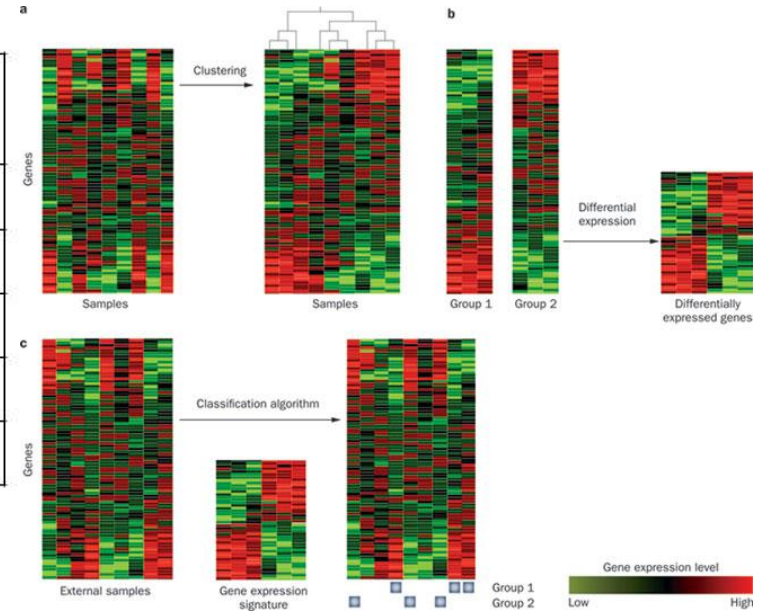 a
b
Clustering
Genes
Differential
expression
Samples
Samples
Group 1
Group 2
Differentially
expressed genes
c
Classification algorithm
Genes
External samples
Gene expression
signature
Group 1
Group 2
Gene expression level
Low
High